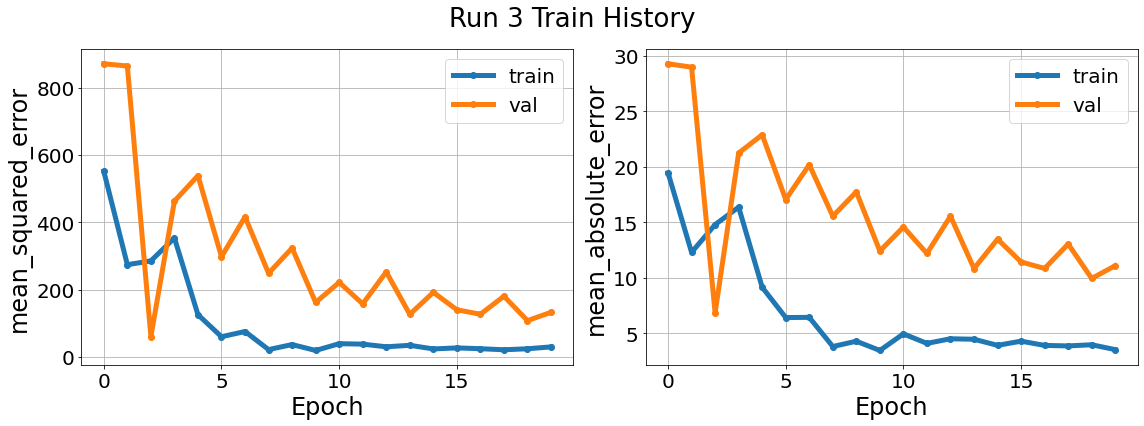 Run 3 Train History
mean_squared_error
800
600
400
200
0
0 5 10 15
Epoch
train
val
mean_absolute_error
30
25
20
15
10
5
0 5 10 15
Epoch
train
val